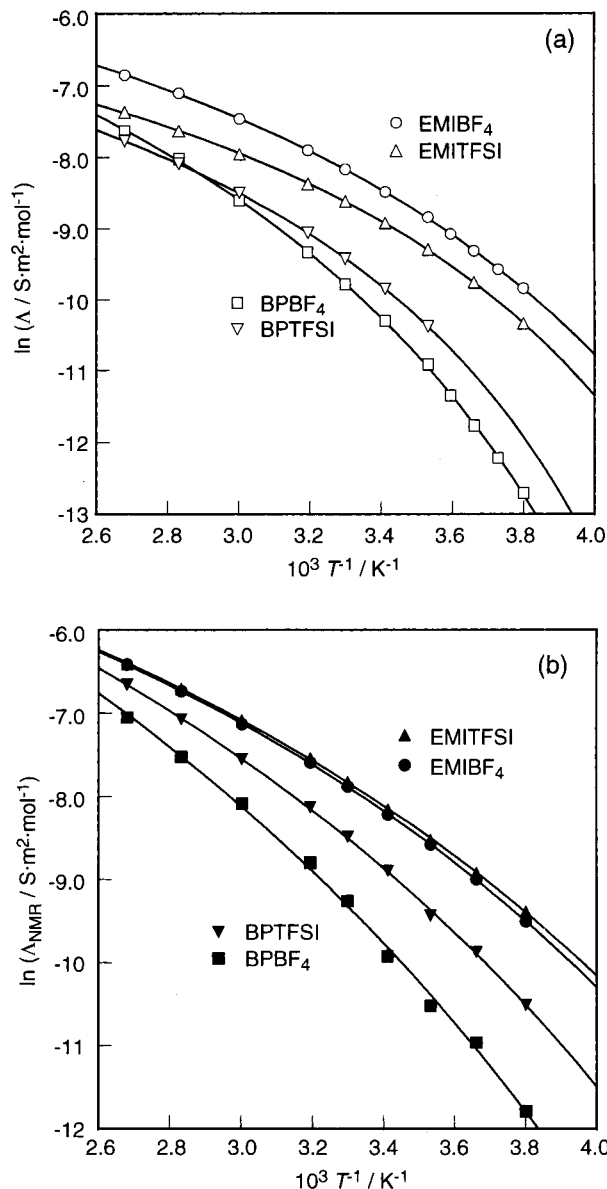 (a)
ln (Λ / S·m²·mol⁻¹)
-6.0
-7.0
-8.0
-9.0
-10
-11
-12
-13
EMIBF₄
EMITFSI
BPBF₄
BPTFSI
2.6 2.8 3.0 3.2 3.4 3.6 3.8 4.0
10³ T⁻¹ / K⁻¹
(b)
ln (Λ_NMR / S·m²·mol⁻¹)
-6.0
-7.0
-8.0
-9.0
-10
-11
-12
EMITFSI
EMIBF₄
BPTFSI
BPBF₄
2.6 2.8 3.0 3.2 3.4 3.6 3.8 4.0
10³ T⁻¹ / K⁻¹